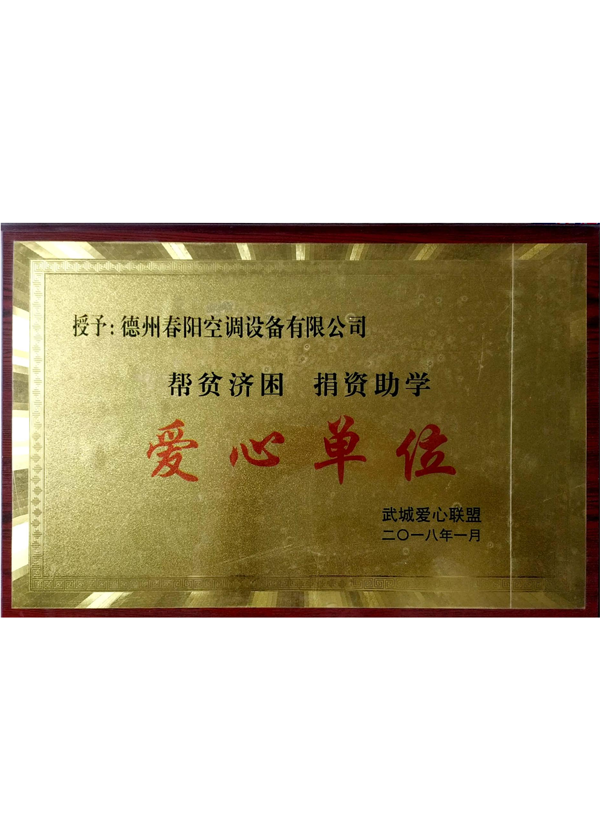 授予：德州春阳空调设备有限公司
帮贫济困 捐资助学
爱心单位
武城爱心联盟
二〇一八年一月